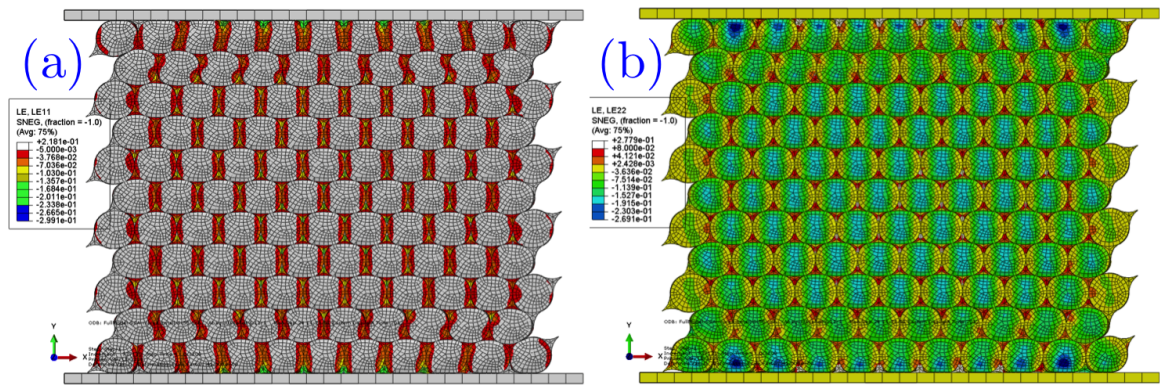 (a)
LE, LE11
SNEG, (fraction = -1.0)
(Avg: 75%)
+2.181e-01
-5.000e-03
-3.768e-02
-7.036e-02
-1.030e-01
-1.357e-01
-1.684e-01
-2.011e-01
-2.338e-01
-2.665e-01
-2.991e-01
Y
X
(b)
LE, LE22
SNEG, (fraction = -1.0)
(Avg: 75%)
+2.779e-01
+8.000e-02
+4.121e-02
+2.428e-03
-3.636e-02
-7.514e-02
-1.139e-01
-1.527e-01
-1.915e-01
-2.303e-01
-2.691e-01
Y
X